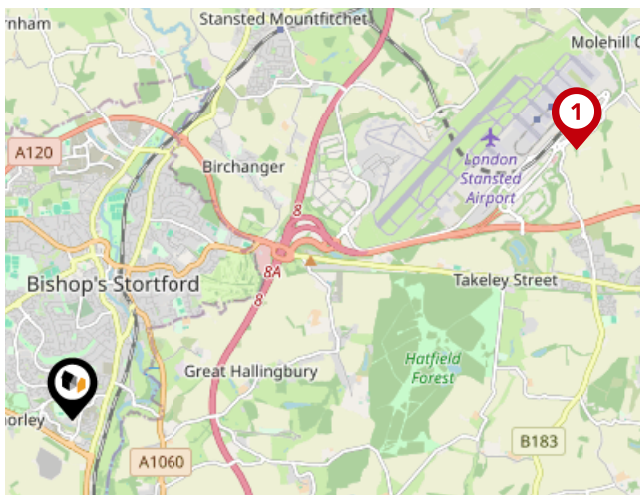 rnham
Stansted Mountfitchet
Molehill G
1
A120
London
Stansted
Airport
Birchanger
8
8A
8
Bishop's Stortford
Takeley Street
Great Hallingbury
Hatfield
Forest
horley
B183
A1060